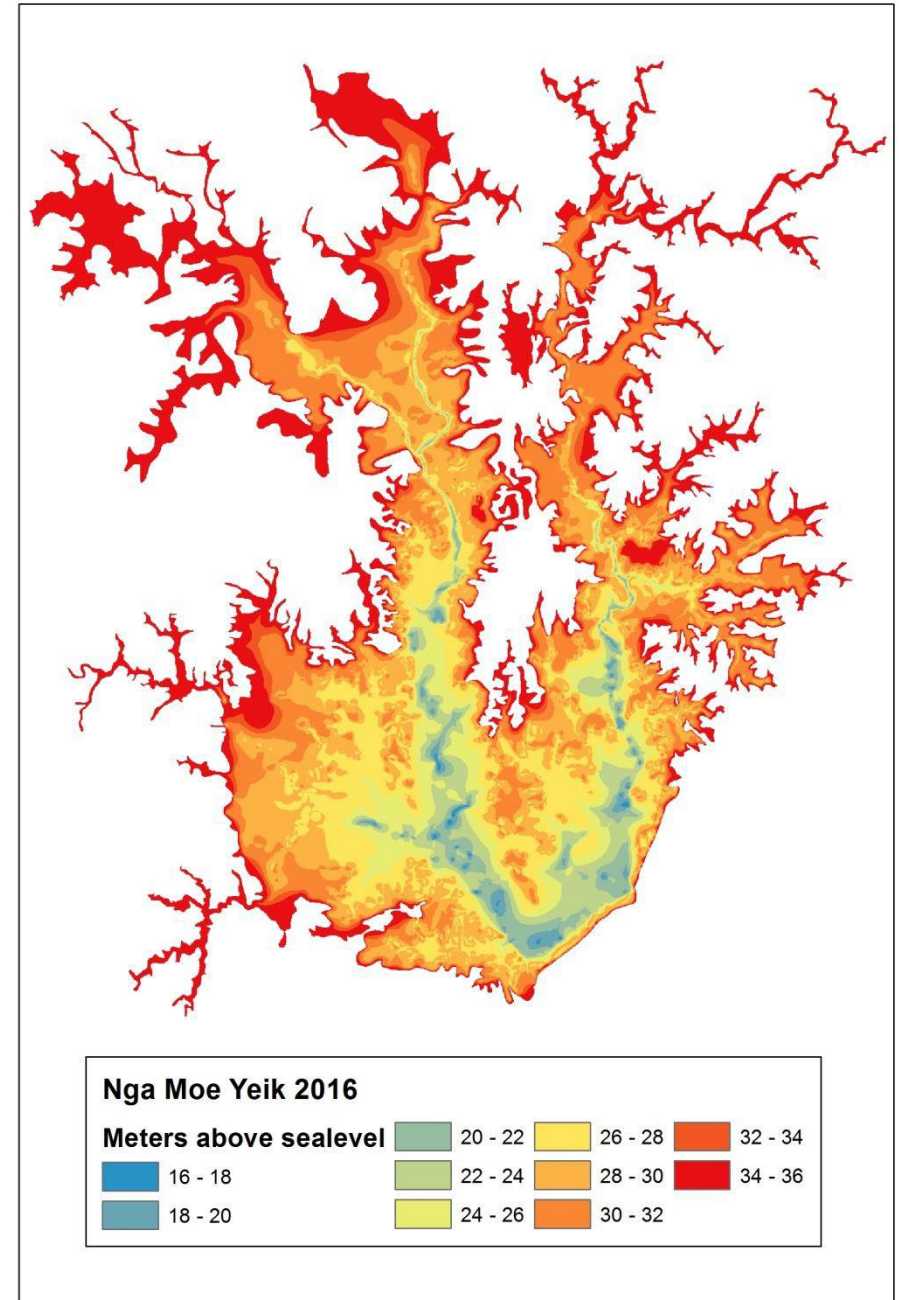 Nga Moe Yeik 2016
Meters above sealevel
16 - 18
18 - 20
20 - 22
22 - 24
24 - 26
26 - 28
28 - 30
30 - 32
32 - 34
34 - 36